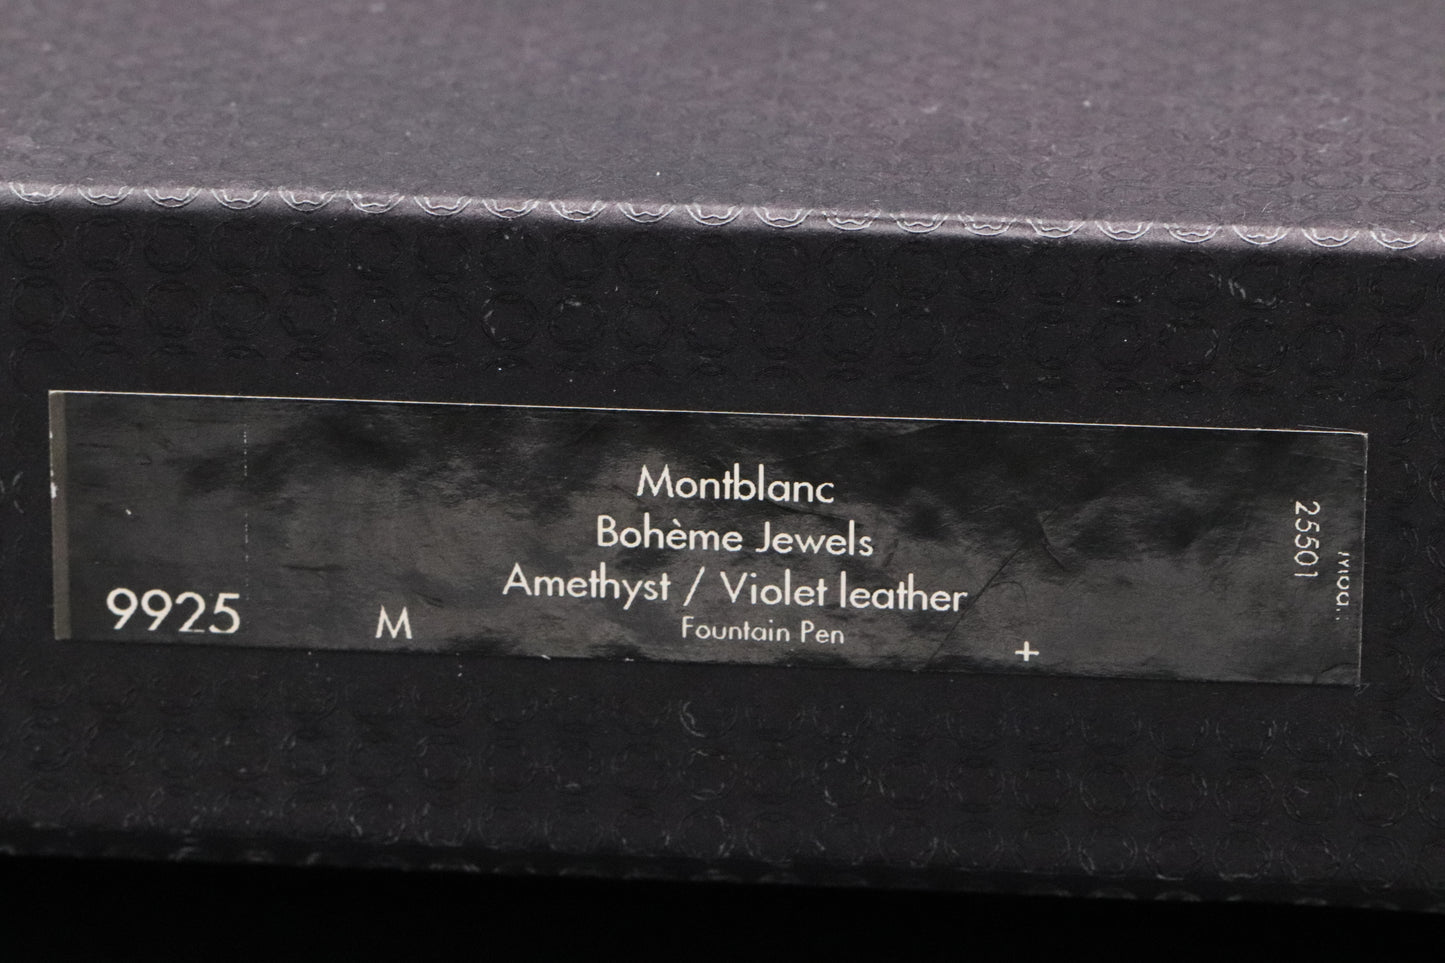 Montblanc
Bohème Jewels
Amethyst / Violet leather
Fountain Pen
9925
M
+
25501